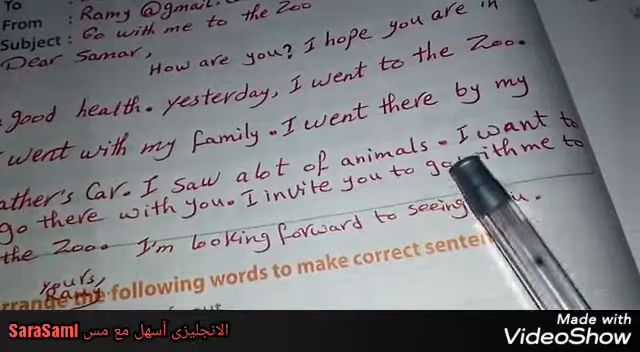 To
From : Ramy @gmail.
Subject : Go with me to the Zoo
Dear Samar,
How are you? I hope you are in
good health. yesterday, I went to the Zoo.
I went with my family. I went there by my
ather's Car. I saw alot of animals. I want to
go there with you. I invite you to go with me to
the Zoo. I'm looking forward to seeing
yours,
Ramy
rrange the following words to make correct senten
SaraSamI الانجليزى أسهل مع مس
Made with
VideoShow